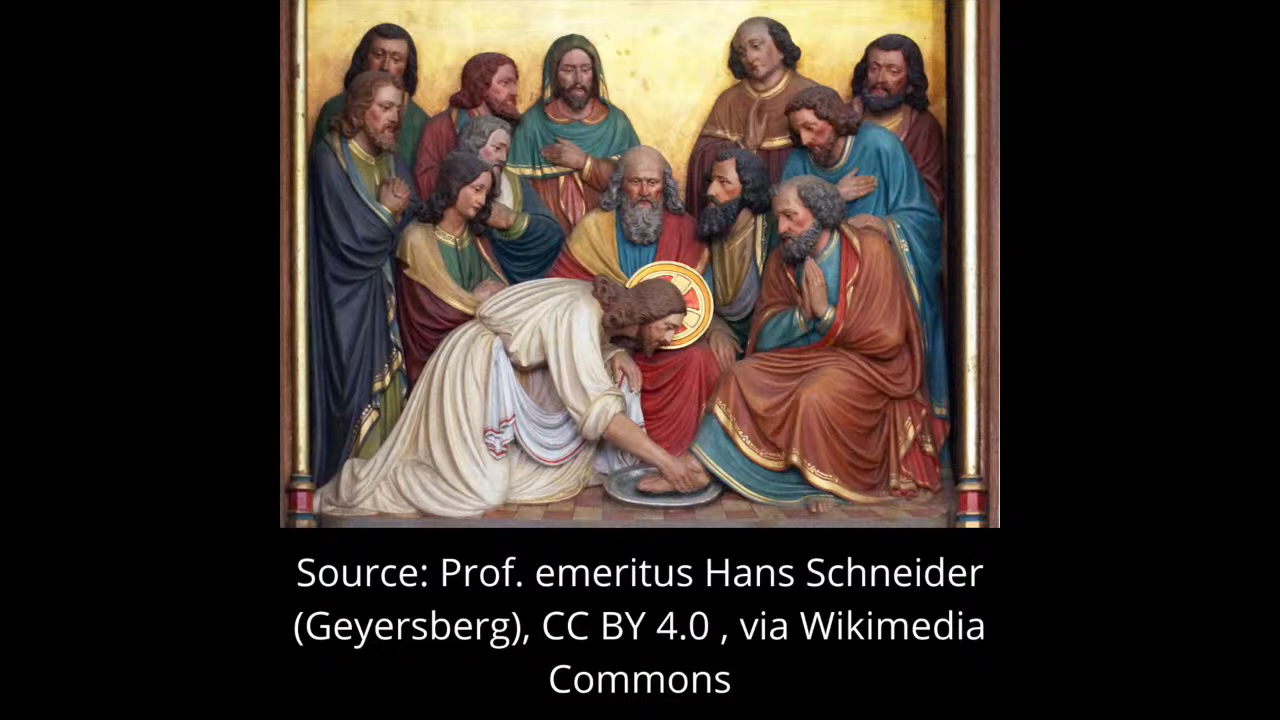 Source: Prof. emeritus Hans Schneider
(Geyersberg), CC BY 4.0 , via Wikimedia
Commons